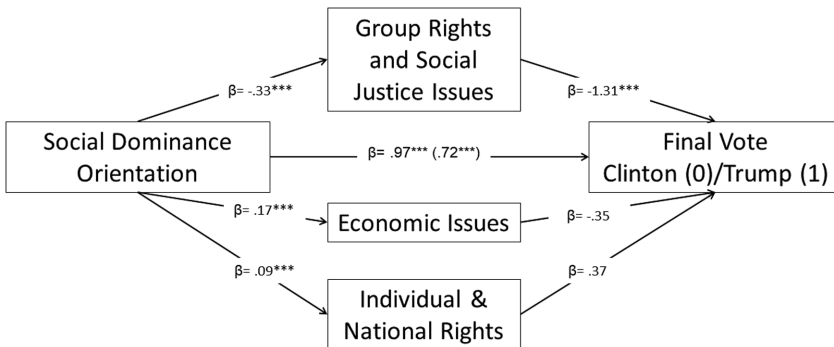 Group Rights
and Social
Justice Issues
β= -.33***
β= -1.31***
Social Dominance
Orientation
β= .97*** (.72***)
Final Vote
Clinton (0)/Trump (1)
β= .17***
Economic Issues
β= -.35
β= .09***
β= .37
Individual &
National Rights